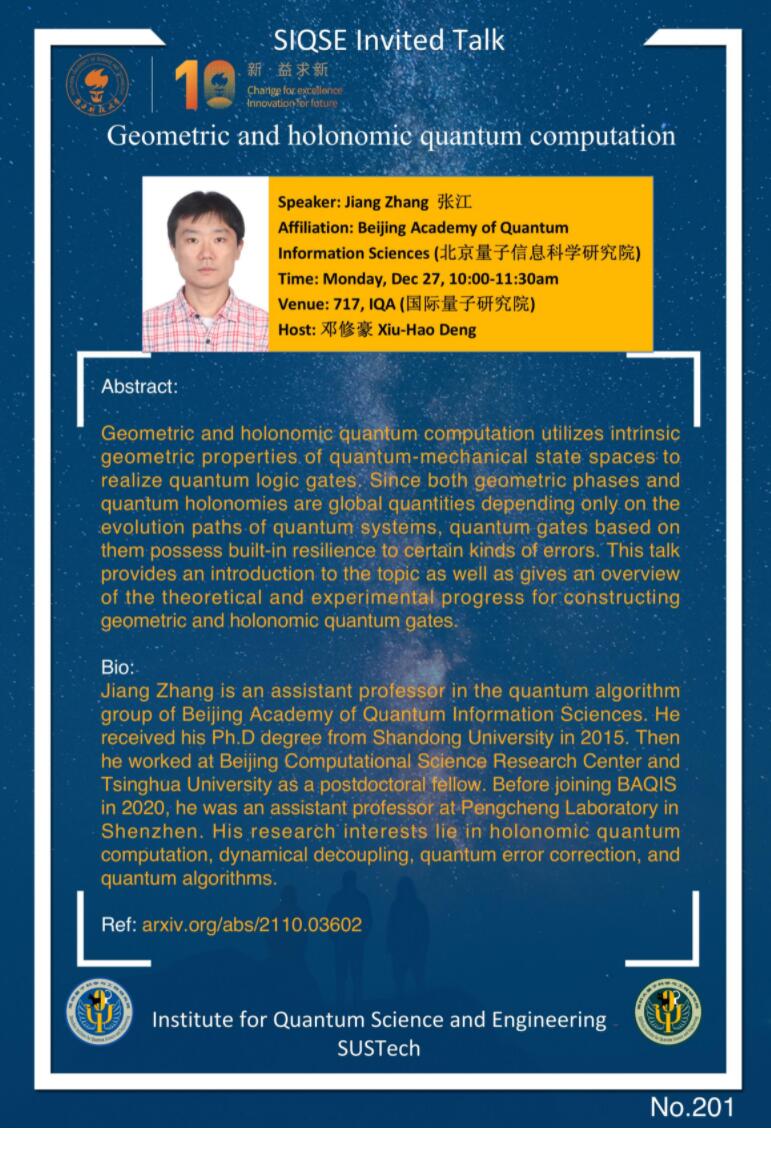 SIQSE Invited Talk
10
新 益求新
Change for excellence
Innovation for future
Geometric and holonomic quantum computation
Speaker: Jiang Zhang 张江
Affiliation: Beijing Academy of Quantum
Information Sciences (北京量子信息科学研究院)
Time: Monday, Dec 27, 10:00-11:30am
Venue: 717, IQA (国际量子研究院)
Host: 邓修豪 Xiu-Hao Deng
Abstract:
Geometric and holonomic quantum computation utilizes intrinsic
geometric properties of quantum-mechanical state spaces to
realize quantum logic gates. Since both geometric phases and
quantum holonomies are global quantities depending only on the
evolution paths of quantum systems, quantum gates based on
them possess built-in resilience to certain kinds of errors. This talk
provides an introduction to the topic as well as gives an overview
of the theoretical and experimental progress for constructing
geometric and holonomic quantum gates.
Bio:
Jiang Zhang is an assistant professor in the quantum algorithm
group of Beijing Academy of Quantum Information Sciences. He
received his Ph.D degree from Shandong University in 2015. Then
he worked at Beijing Computational Science Research Center and
Tsinghua University as a postdoctoral fellow. Before joining BAQIS
in 2020, he was an assistant professor at Pengcheng Laboratory in
Shenzhen. His research interests lie in holonomic quantum
computation, dynamical decoupling, quantum error correction, and
quantum algorithms.
Ref: arxiv.org/abs/2110.03602
Institute for Quantum Science and Engineering
SUSTech
No.201